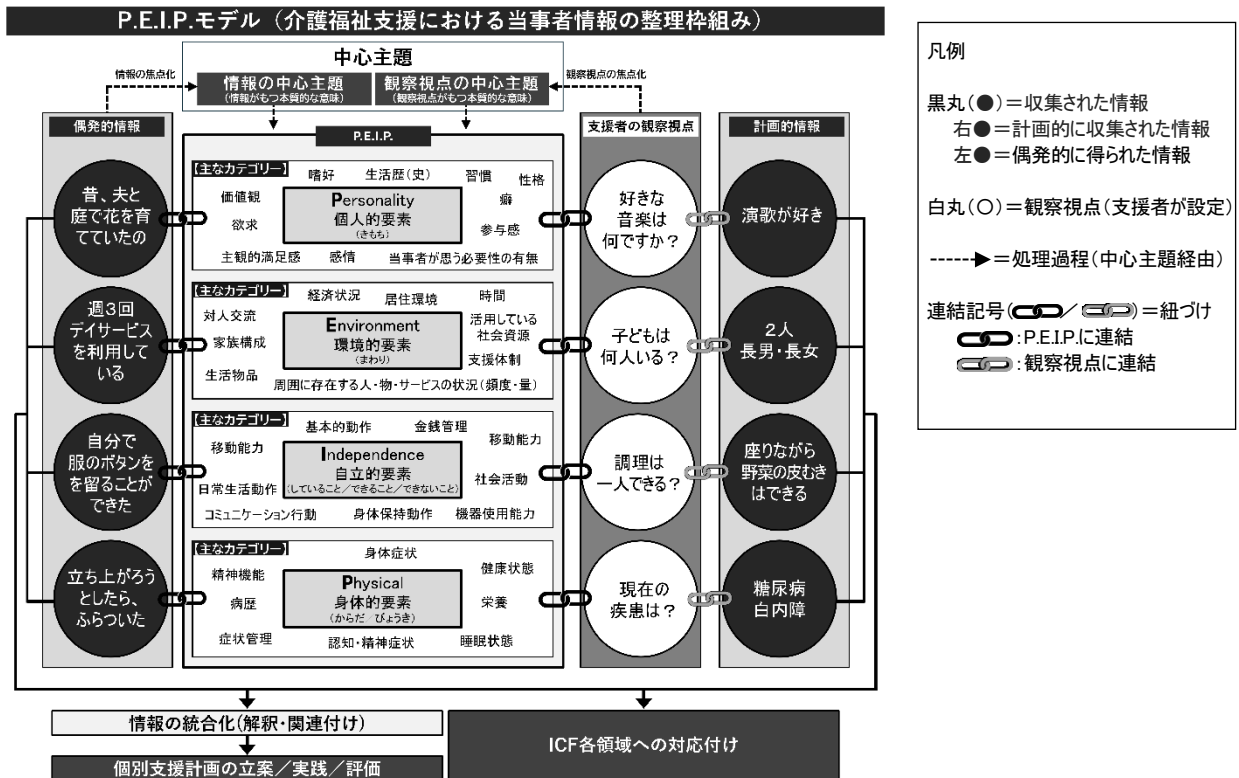 P.E.I.P.モデル（介護福祉支援における当事者情報の整理枠組み）
中心主題
情報の焦点化
情報の中心主題
（情報がもつ本質的な意味）
観察視点の中心主題
（観察視点がもつ本質的な意味）
観察視点の焦点化
偶発的情報
P.E.I.P.
支援者の観察視点
計画的情報
昔、夫と
庭で花を育
てていたの
【主なカテゴリー】
嗜好
生活歴（史）
習慣
性格
価値観
癖
欲求
参与感
Personality
個人的要素
（きもち）
主観的満足感
感情
当事者が思う必要性の有無
好きな
音楽は
何ですか？
演歌が好き
週3回
デイサービス
を利用して
いる
【主なカテゴリー】
経済状況
居住環境
時間
対人交流
活用している
社会資源
家族構成
Environment
環境的要素
（まわり）
支援体制
生活物品
周囲に存在する人・物・サービスの状況（頻度・量）
子どもは
何人いる？
2人
長男・長女
自分で
服のボタンを
を留ることが
できた
【主なカテゴリー】
基本的動作
金銭管理
移動能力
移動能力
Independence
自立的要素
（していること／できること／できないこと）
日常生活動作
社会活動
コミュニケーション行動
身体保持動作
機器使用能力
調理は
一人できる？
座りながら
野菜の皮むき
はできる
立ち上がろう
としたら、
ふらついた
【主なカテゴリー】
身体症状
精神機能
健康状態
病歴
Physical
身体的要素
（からだ／びょうき）
栄養
症状管理
認知・精神症状
睡眠状態
現在の
疾患は？
糖尿病
白内障
情報の統合化（解釈・関連付け）
個別支援計画の立案／実践／評価
ICF各領域への対応付け
凡例
黒丸（●）＝収集された情報
右●＝計画的に収集された情報
左●＝偶発的に得られた情報
白丸（○）＝観察視点（支援者が設定）
------▶＝処理過程（中心主題経由）
連結記号（／）＝紐づけ
：P.E.I.P.に連結
：観察視点に連結